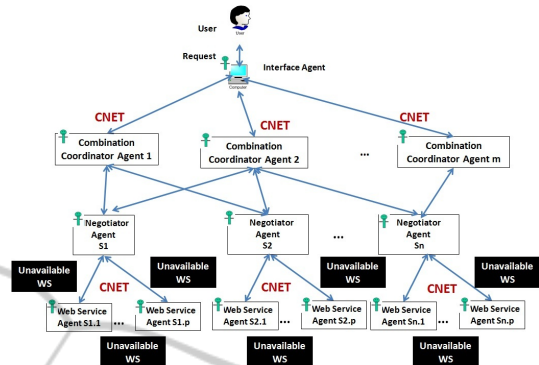 User
User
Request
Interface Agent
Computer
CNET
CNET
CNET
Combination
Coordinator Agent 1
Combination
Coordinator Agent 2
...
Combination
Coordinator Agent m
Negotiator
Agent
S1
Negotiator
Agent
S2
...
Negotiator
Agent
Sn
Unavailable
WS
Unavailable
WS
Unavailable
WS
Unavailable
WS
CNET
CNET
CNET
Web Service
Agent S1.1
...
Web Service
Agent S1.p
Web Service
Agent S2.1
...
Web Service
Agent S2.p
Web Service
Agent Sn.1
...
Web Service
Agent Sn.p
Unavailable
WS
Unavailable
WS
Unavailable
WS